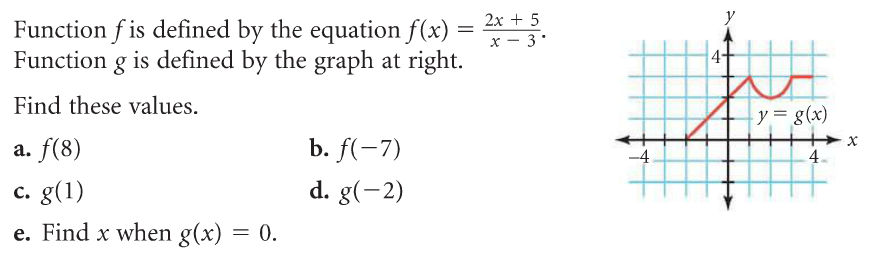 Function f is defined by the equation f(x) = \frac{2x + 5}{x − 3}.
Function g is defined by the graph at right.
Find these values.
a. f(8)
b. f(−7)
c. g(1)
d. g(−2)
e. Find x when g(x) = 0.
y
4
y = g(x)
x
−4
4